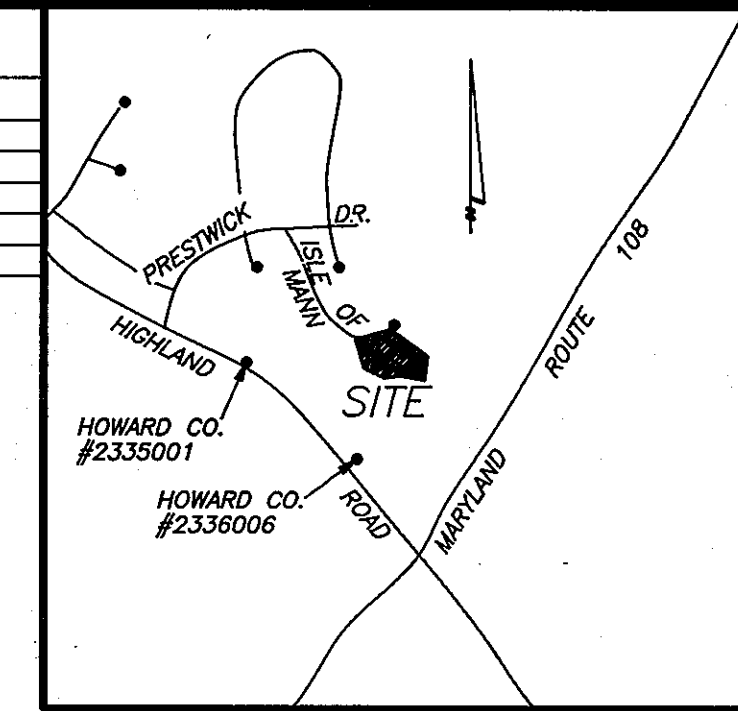 PRESTWICK
DR.
ISLE OF
MANN
108
HIGHLAND
ROUTE
SITE
HOWARD CO.
#2335001
MARYLAND
HOWARD CO.
#2336006
ROAD
N